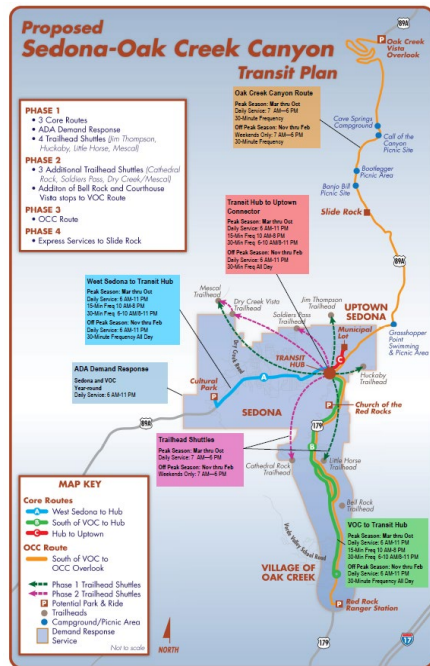 Proposed
Sedona-Oak Creek Canyon
Transit Plan
89A
Oak Creek
Vista
Overlook
PHASE 1
• 3 Core Routes
• ADA Demand Response
• 4 Trailhead Shuttles (Jim Thompson,
Huckaby, Little Horse, Mescal)
PHASE 2
• 3 Additional Trailhead Shuttles (Cathedral
Rock, Soldiers Pass, Dry Creek/Mescal)
• Additon of Bell Rock and Courthouse
Vista stops to VOC Route
PHASE 3
• OCC Route
PHASE 4
• Express Services to Slide Rock
Oak Creek Canyon Route
Peak Season: Mar thru Oct
Daily Service: 7 AM—6 PM
30-Minute Frequency
Off Peak Season: Nov thru Feb
Weekends Only: 7 AM—6 PM
30-Minute Frequency
Cave Springs
Campground
Call of the
Canyon
Picnic Site
Bootlegger
Picnic Area
Banjo Bill
Picnic Site
Slide Rock
89A
Transit Hub to Uptown
Connector
Peak Season: Mar thru Oct
Daily Service: 6 AM-11 PM
15-Min Freq 10 AM-8 PM
30-Min Freq 6-10 AM/8-11 PM
Off Peak Season: Nov thru Feb
Daily Service: 6 AM-11 PM
30-Min Freq All Day
West Sedona to Transit Hub
Peak Season: Mar thru Oct
Daily Service: 6 AM-11 PM
15-Min Freq 10 AM-8 PM
30-Min Freq 6-10 AM/8-11 PM
Off Peak Season: Nov thru Feb
Daily Service: 6 AM-11 PM
30-Minute Frequency All Day
Mescal
Trailhead
Dry Creek Vista
Trailhead
Soldiers Pass
Trailhead
Jim Thompson
Trailhead
UPTOWN
SEDONA
Municipal
Lot
Grasshopper
Point
Swimming
& Picnic Area
Dry Creek Road
TRANSIT
HUB
C
Huckaby
Trailhead
ADA Demand Response
Sedona and VOC
Year-round
Daily Service: 6 AM-11 PM
Cultural
Park
P
A
SEDONA
89A
179
P
Church of the
Red Rocks
Trailhead Shuttles
Peak Season: Mar thru Oct
Daily Service: 7 AM—6 PM
Off Peak Season: Nov thru Feb
Weekends Only: 7 AM—6 PM
Cathedral Rock
Trailhead
Little Horse
Trailhead
Bell Rock
Trailhead
Verde Valley School Road
VILLAGE OF
OAK CREEK
VOC to Transit Hub
Peak Season: Mar thru Oct
Daily Service: 6 AM-11 PM
15-Min Freq 10 AM-8 PM
30-Min Freq 6-10 AM/8-11 PM
Off Peak Season: Nov thru Feb
Daily Service: 6 AM-11 PM
30-Minute Frequency All Day
P
Red Rock
Ranger Station
179
17
NORTH
MAP KEY
Core Routes
A West Sedona to Hub
B South of VOC to Hub
C Hub to Uptown
OCC Route
South of VOC to
OCC Overlook
Phase 1 Trailhead Shuttles
Phase 2 Trailhead Shuttles
P Potential Park & Ride
Trailheads
Campground/Picnic Area
Demand Response
Service
Not to scale